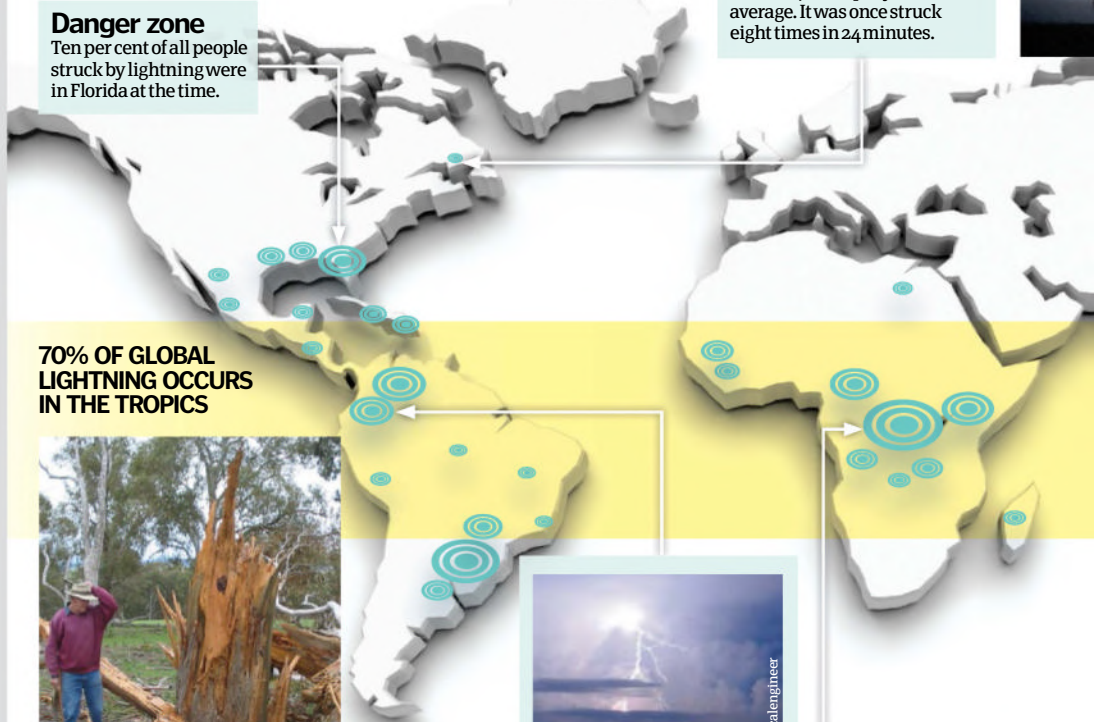 Danger zone
Ten per cent of all people
struck by lightning were
in Florida at the time.
average. It was once struck
eight times in 24 minutes.
70% OF GLOBAL
LIGHTNING OCCURS
IN THE TROPICS